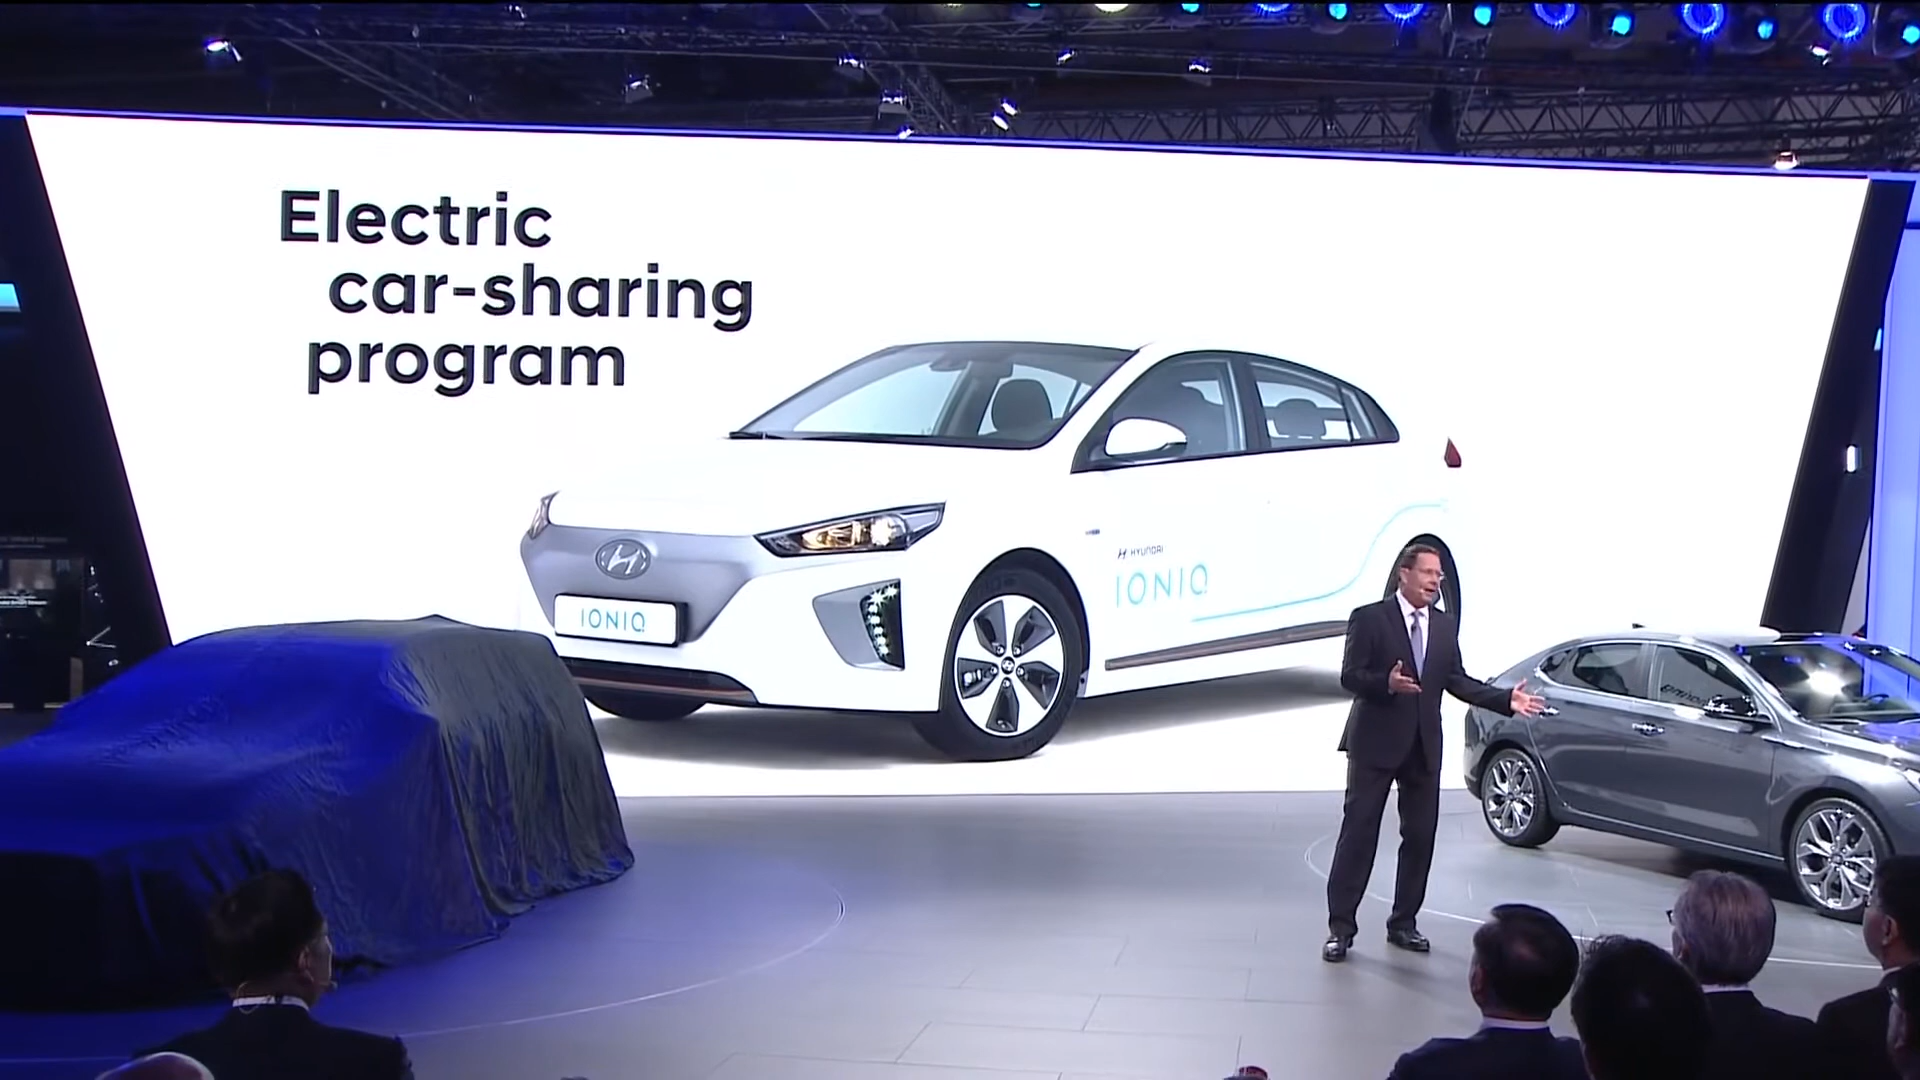 Electric
car-sharing
program
HYUNDAI
IONIQ
IONIQ